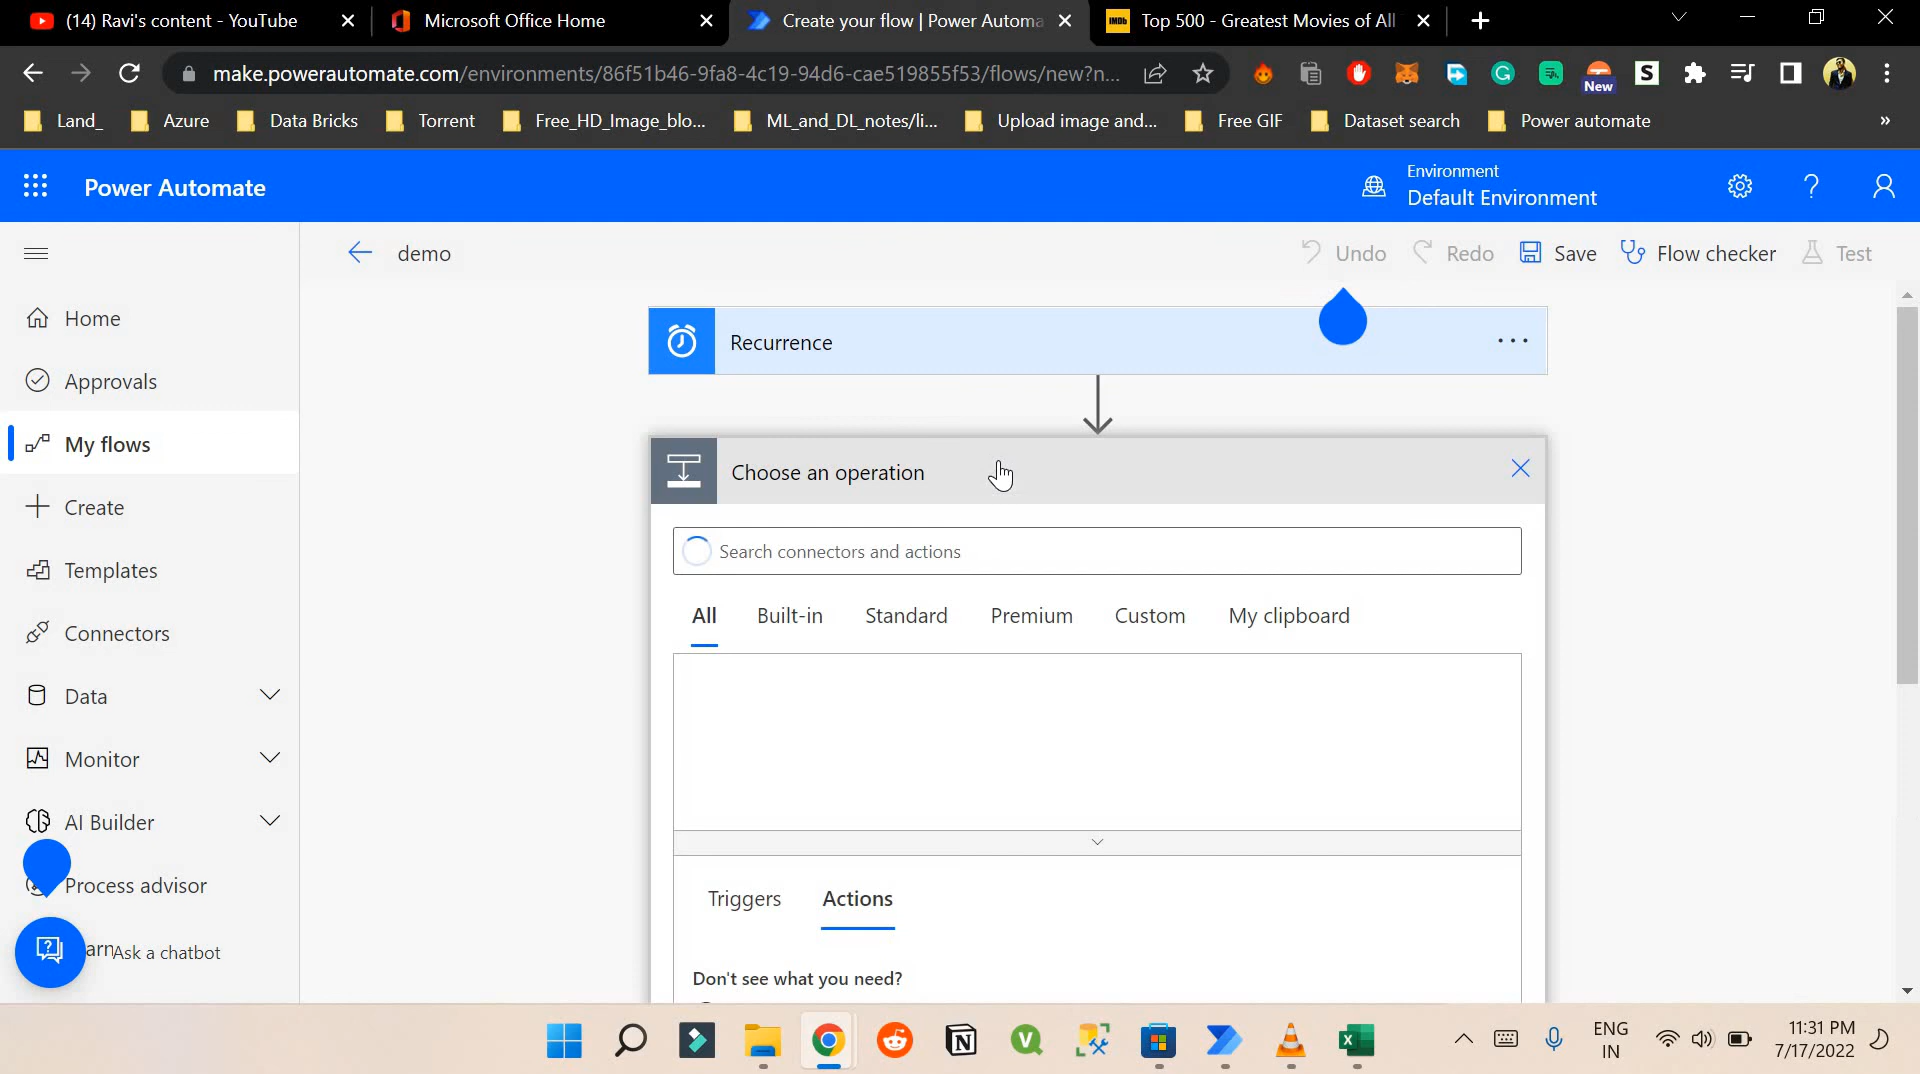 (14) Ravi's content - YouTube
Microsoft Office Home
Create your flow | Power Automa
IMDb
Top 500 - Greatest Movies of All
make.powerautomate.com/environments/86f51b46-9fa8-4c19-94d6-cae519855f53/flows/new?n...
New
Land_
Azure
Data Bricks
Torrent
Free_HD_Image_blo...
ML_and_DL_notes/li...
Upload image and...
Free GIF
Dataset search
Power automate
»
Power Automate
Environment
Default Environment
demo
Undo
Redo
Save
Flow checker
Test
Home
Approvals
My flows
Create
Templates
Connectors
Data
Monitor
AI Builder
Process advisor
arn
Ask a chatbot
Recurrence
Choose an operation
Search connectors and actions
All
Built-in
Standard
Premium
Custom
My clipboard
Triggers
Actions
Don't see what you need?
ENG
IN
11:31 PM
7/17/2022